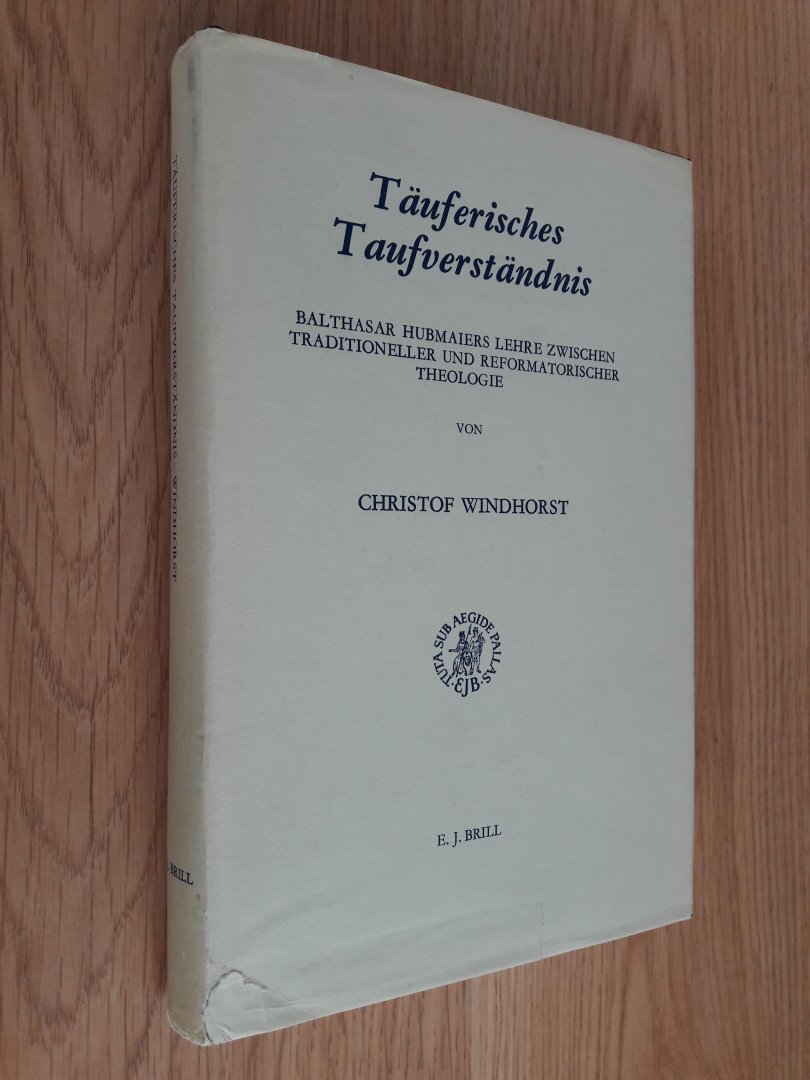 Täuferisches
Taufverständnis
BALTHASAR HUBMAIERS LEHRE ZWISCHEN
TRADITIONELLER UND REFORMATORISCHER
THEOLOGIE
VON
CHRISTOF WINDHORST
TUTA SUB AEGIDE PALLAS
EJB
E. J. BRILL
TÄUFERISCHES TAUFVERSTÄNDNIS — WINDHORST
BRILL